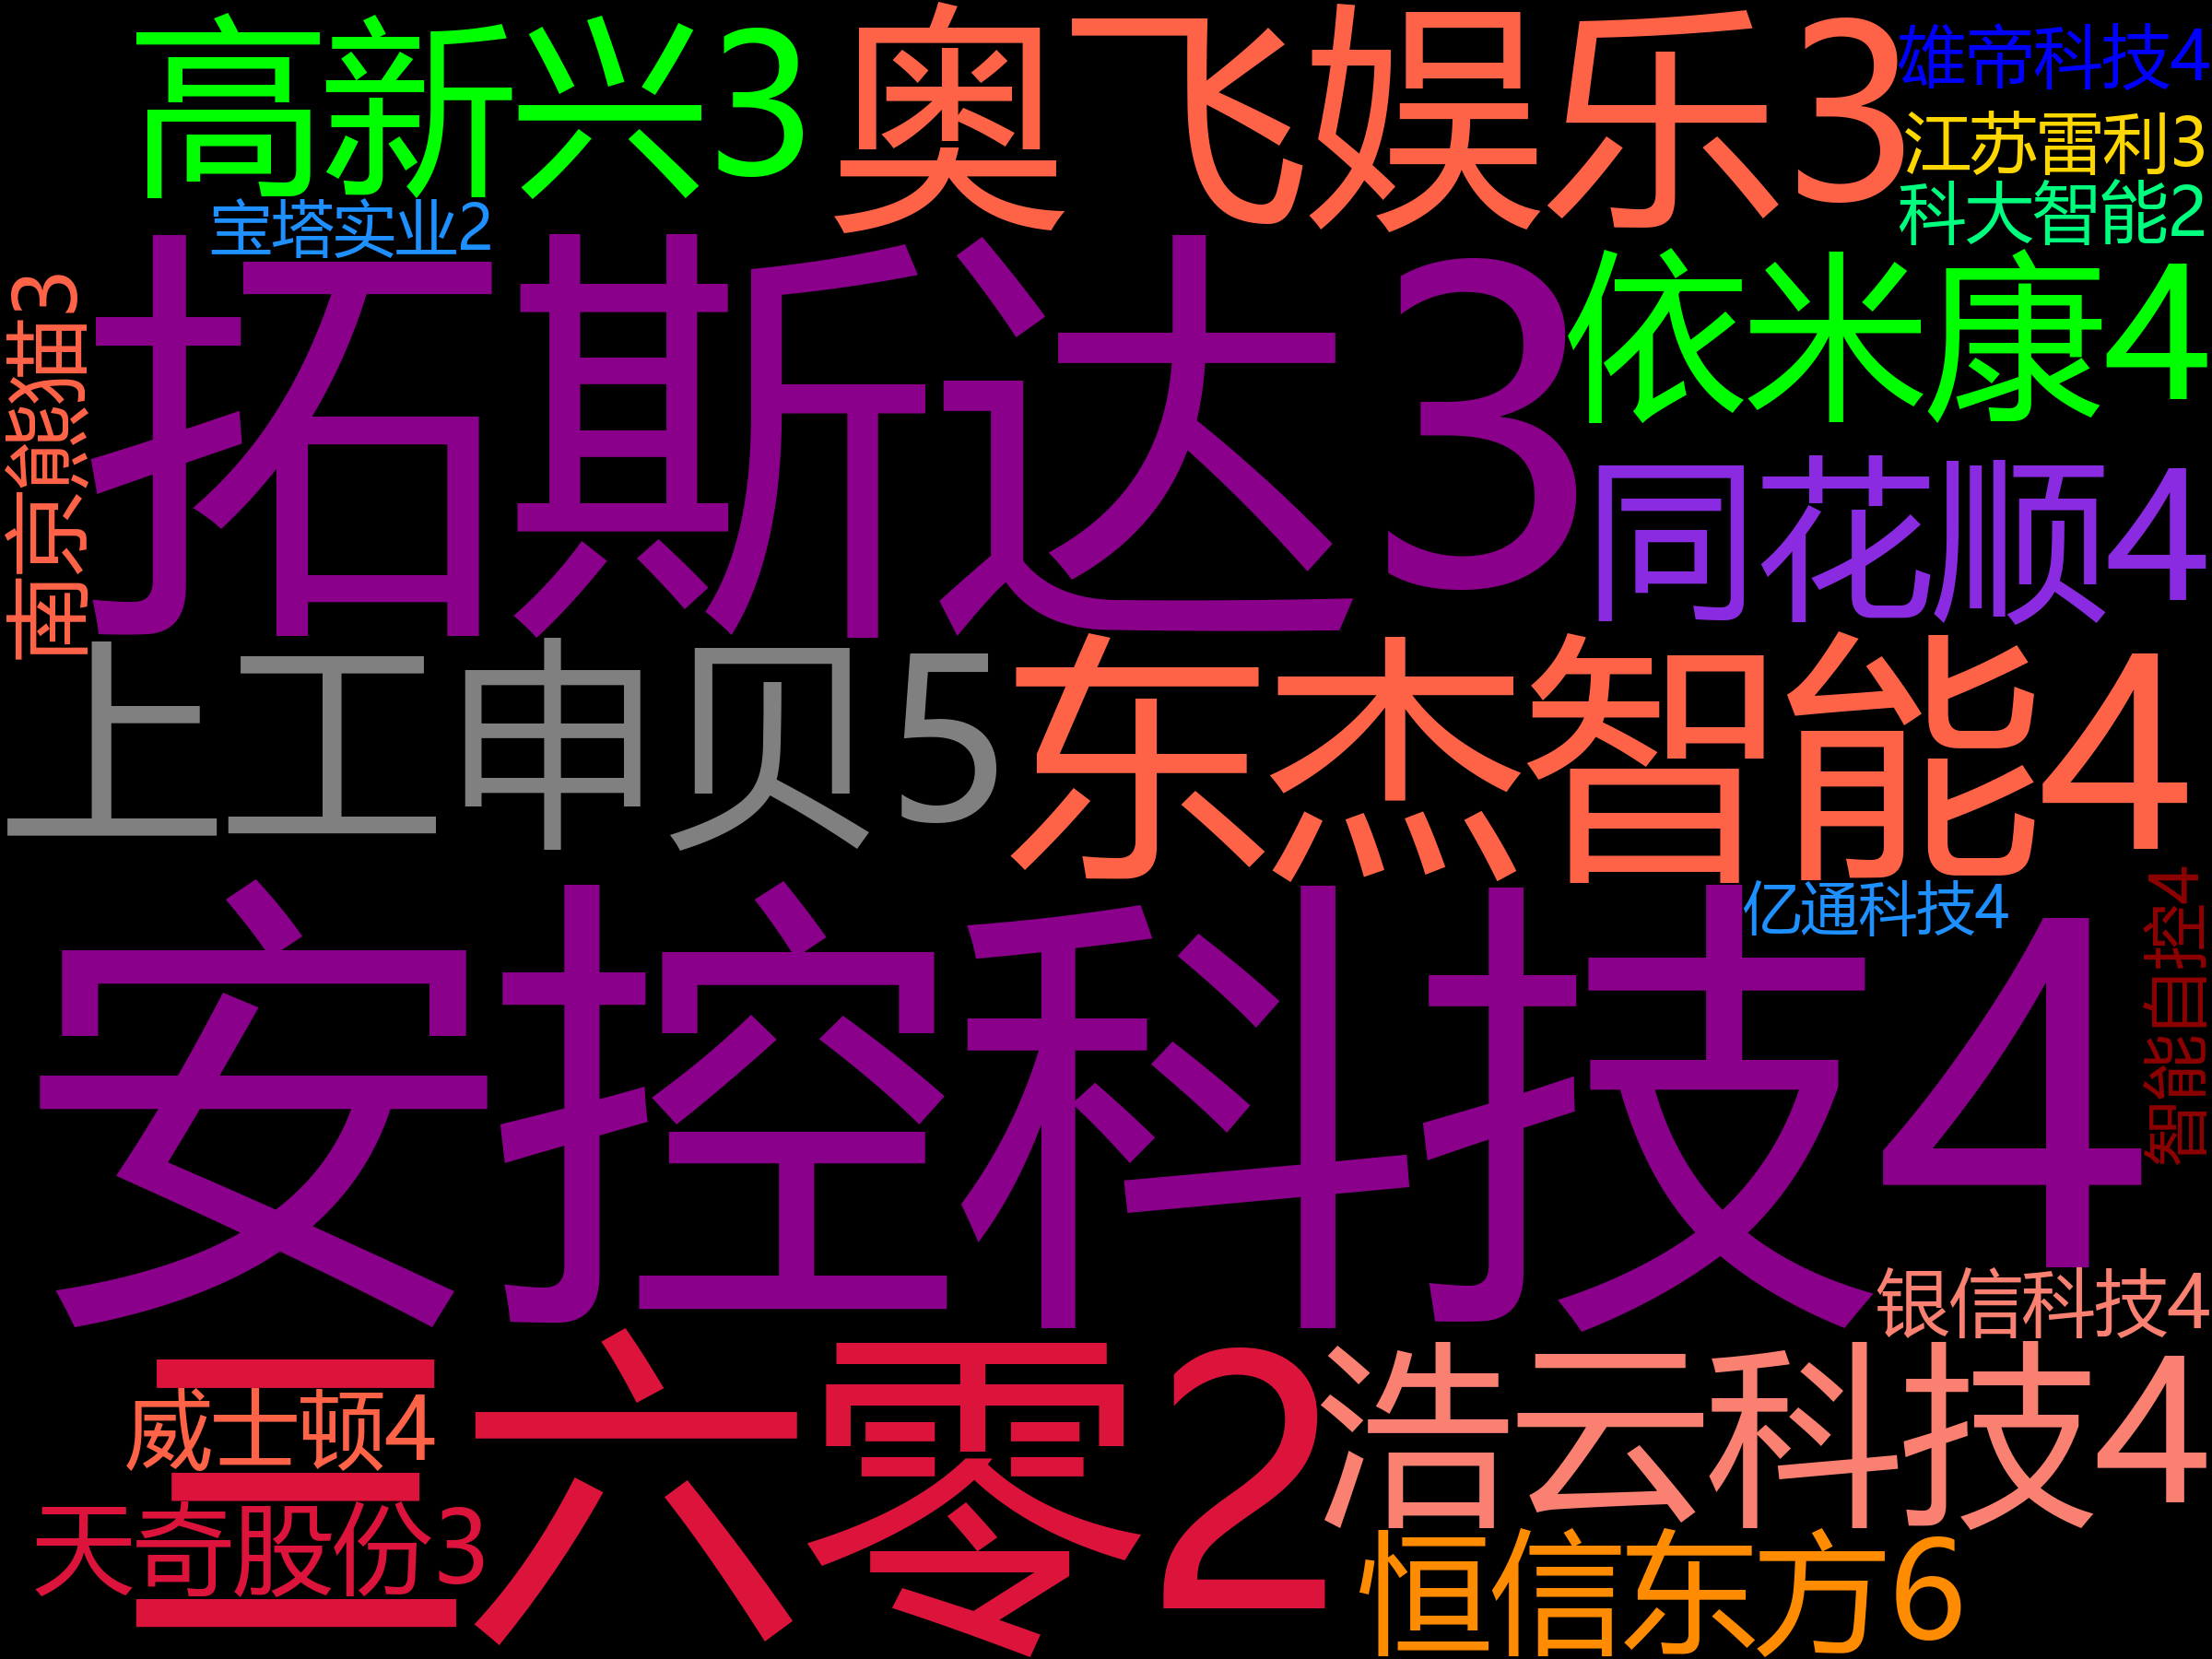 高新兴3
奥飞娱乐3
雄帝科技4
江苏雷利3
科大智能2
宝塔实业2
南京熊猫3
拓斯达3
依米康4
同花顺4
上工申贝5
东杰智能4
亿通科技4
智能自控4
安控科技4
银信科技4
三六零2
威士顿4
浩云科技4
天奇股份3
恒信东方6